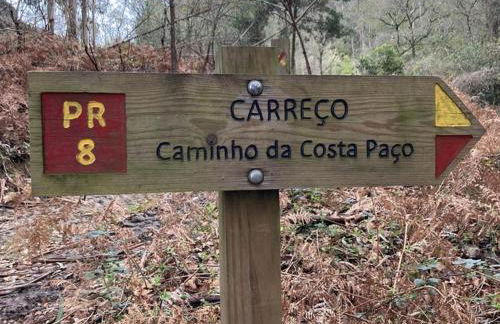 PR
8
CARREÇO
Caminho da Costa Paço